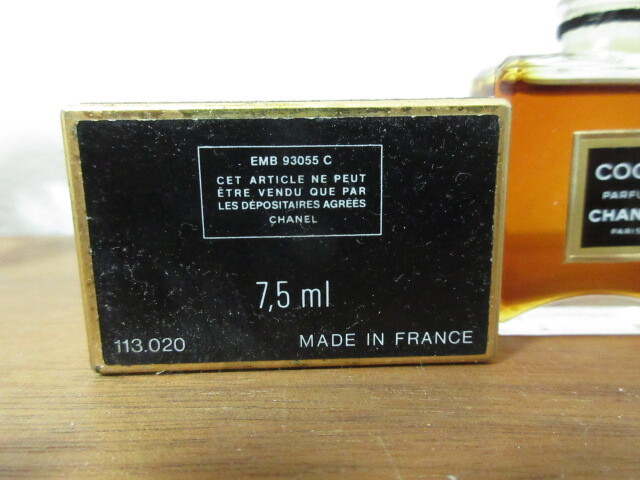 EMB 93055 C
CET ARTICLE NE PEUT
ÊTRE VENDU QUE PAR
LES DÉPOSITAIRES AGRÉÉS
CHANEL
7,5 ml
113.020
MADE IN FRANCE
COC
PARFU
CHAN
PARIS